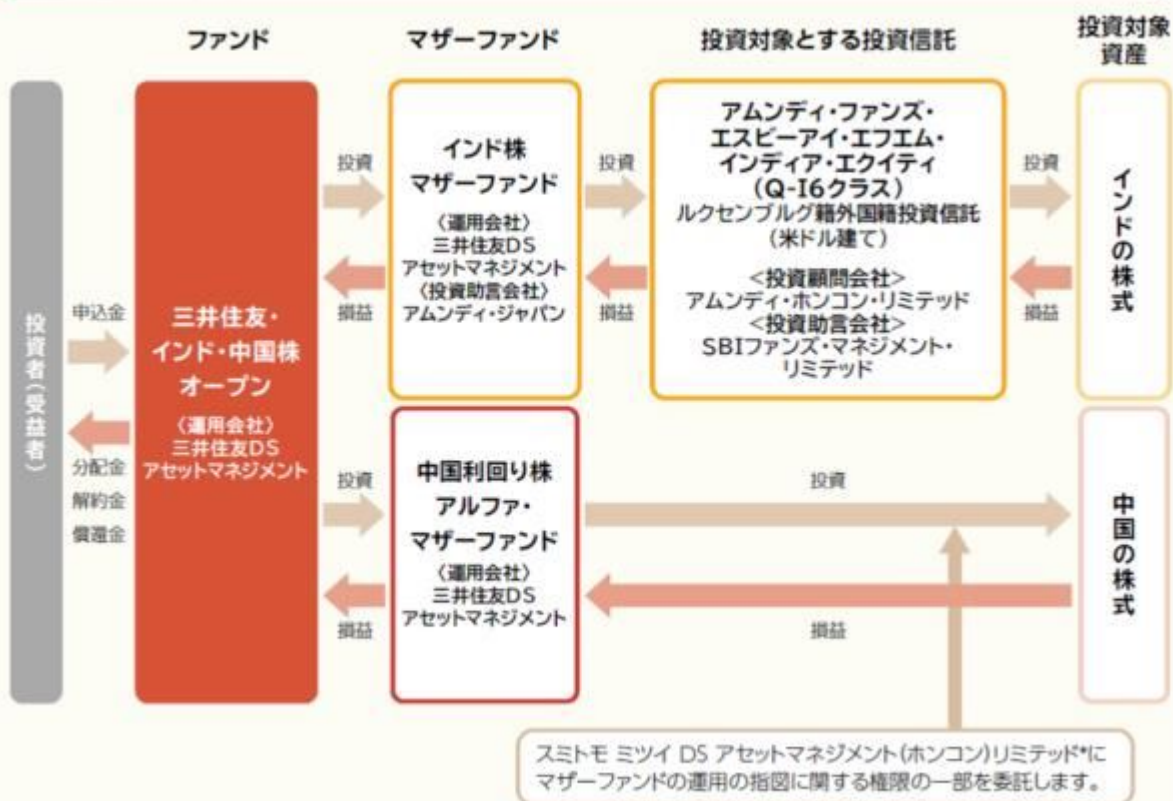 ファンド
マザーファンド
投資対象とする投資信託
投資対象
資産
投資者(受益者)
申込金
分配金
解約金
償還金
三井住友・
インド・中国株
オープン
〈運用会社〉
三井住友DS
アセットマネジメント
投資
損益
インド株
マザーファンド
〈運用会社〉
三井住友DS
アセットマネジメント
〈投資助言会社〉
アムンディ・ジャパン
投資
損益
アムンディ・ファンズ・
エスビーアイ・エフエム・
インディア・エクイティ
(Q-I6クラス)
ルクセンブルグ籍外国籍投資信託
(米ドル建て)
<投資顧問会社>
アムンディ・ホンコン・リミテッド
<投資助言会社>
SBIファンズ・マネジメント・
リミテッド
投資
損益
インドの株式
投資
損益
中国利回り株
アルファ・
マザーファンド
〈運用会社〉
三井住友DS
アセットマネジメント
投資
損益
中国の株式
スミトモ ミツイ DS アセットマネジメント(ホンコン)リミテッド*に
マザーファンドの運用の指図に関する権限の一部を委託します。